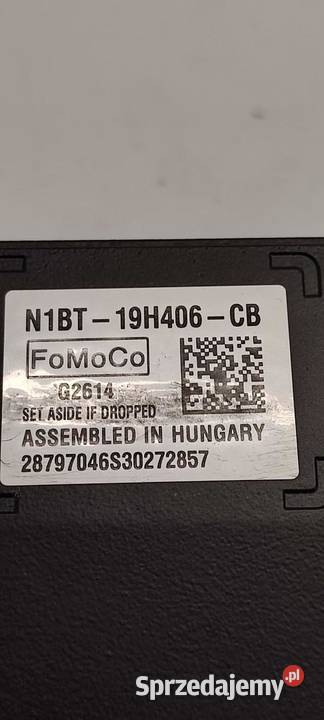 N1BT-19H406-CB
FoMoCo
G2614
SET ASIDE IF DROPPED
ASSEMBLED IN HUNGARY
28797046S30272857
Sprzedajemy.pl